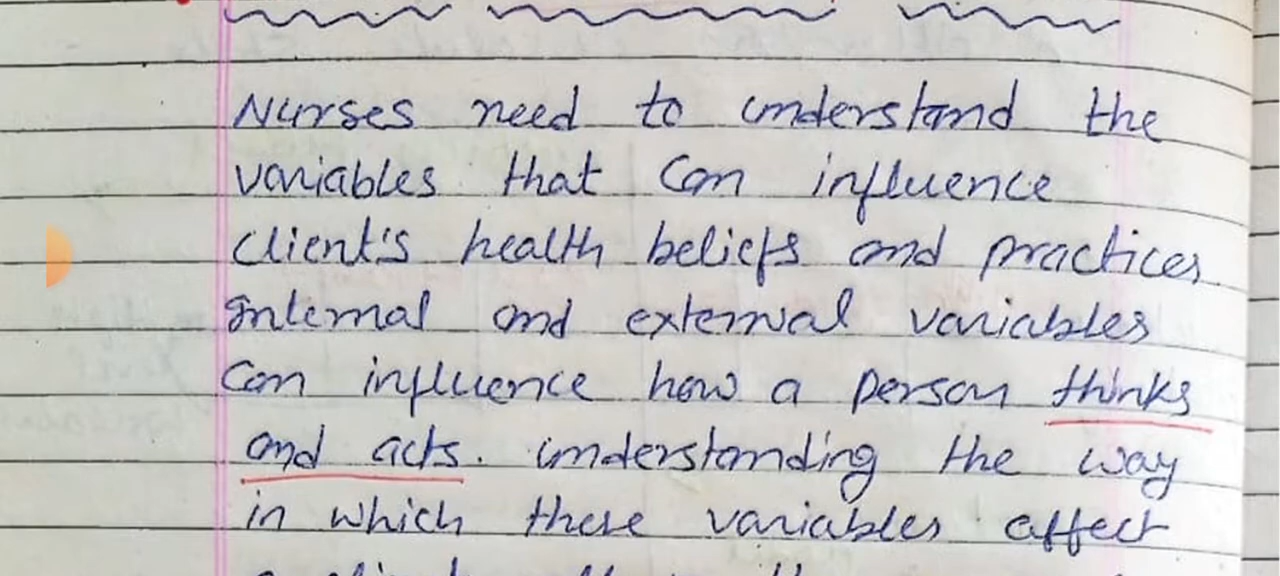 Nurses need to understand the
variables that can influence
client's health beliefs and practices
Internal and external variables
can influence how a person thinks
and acts. understanding the way
in which these variables affect